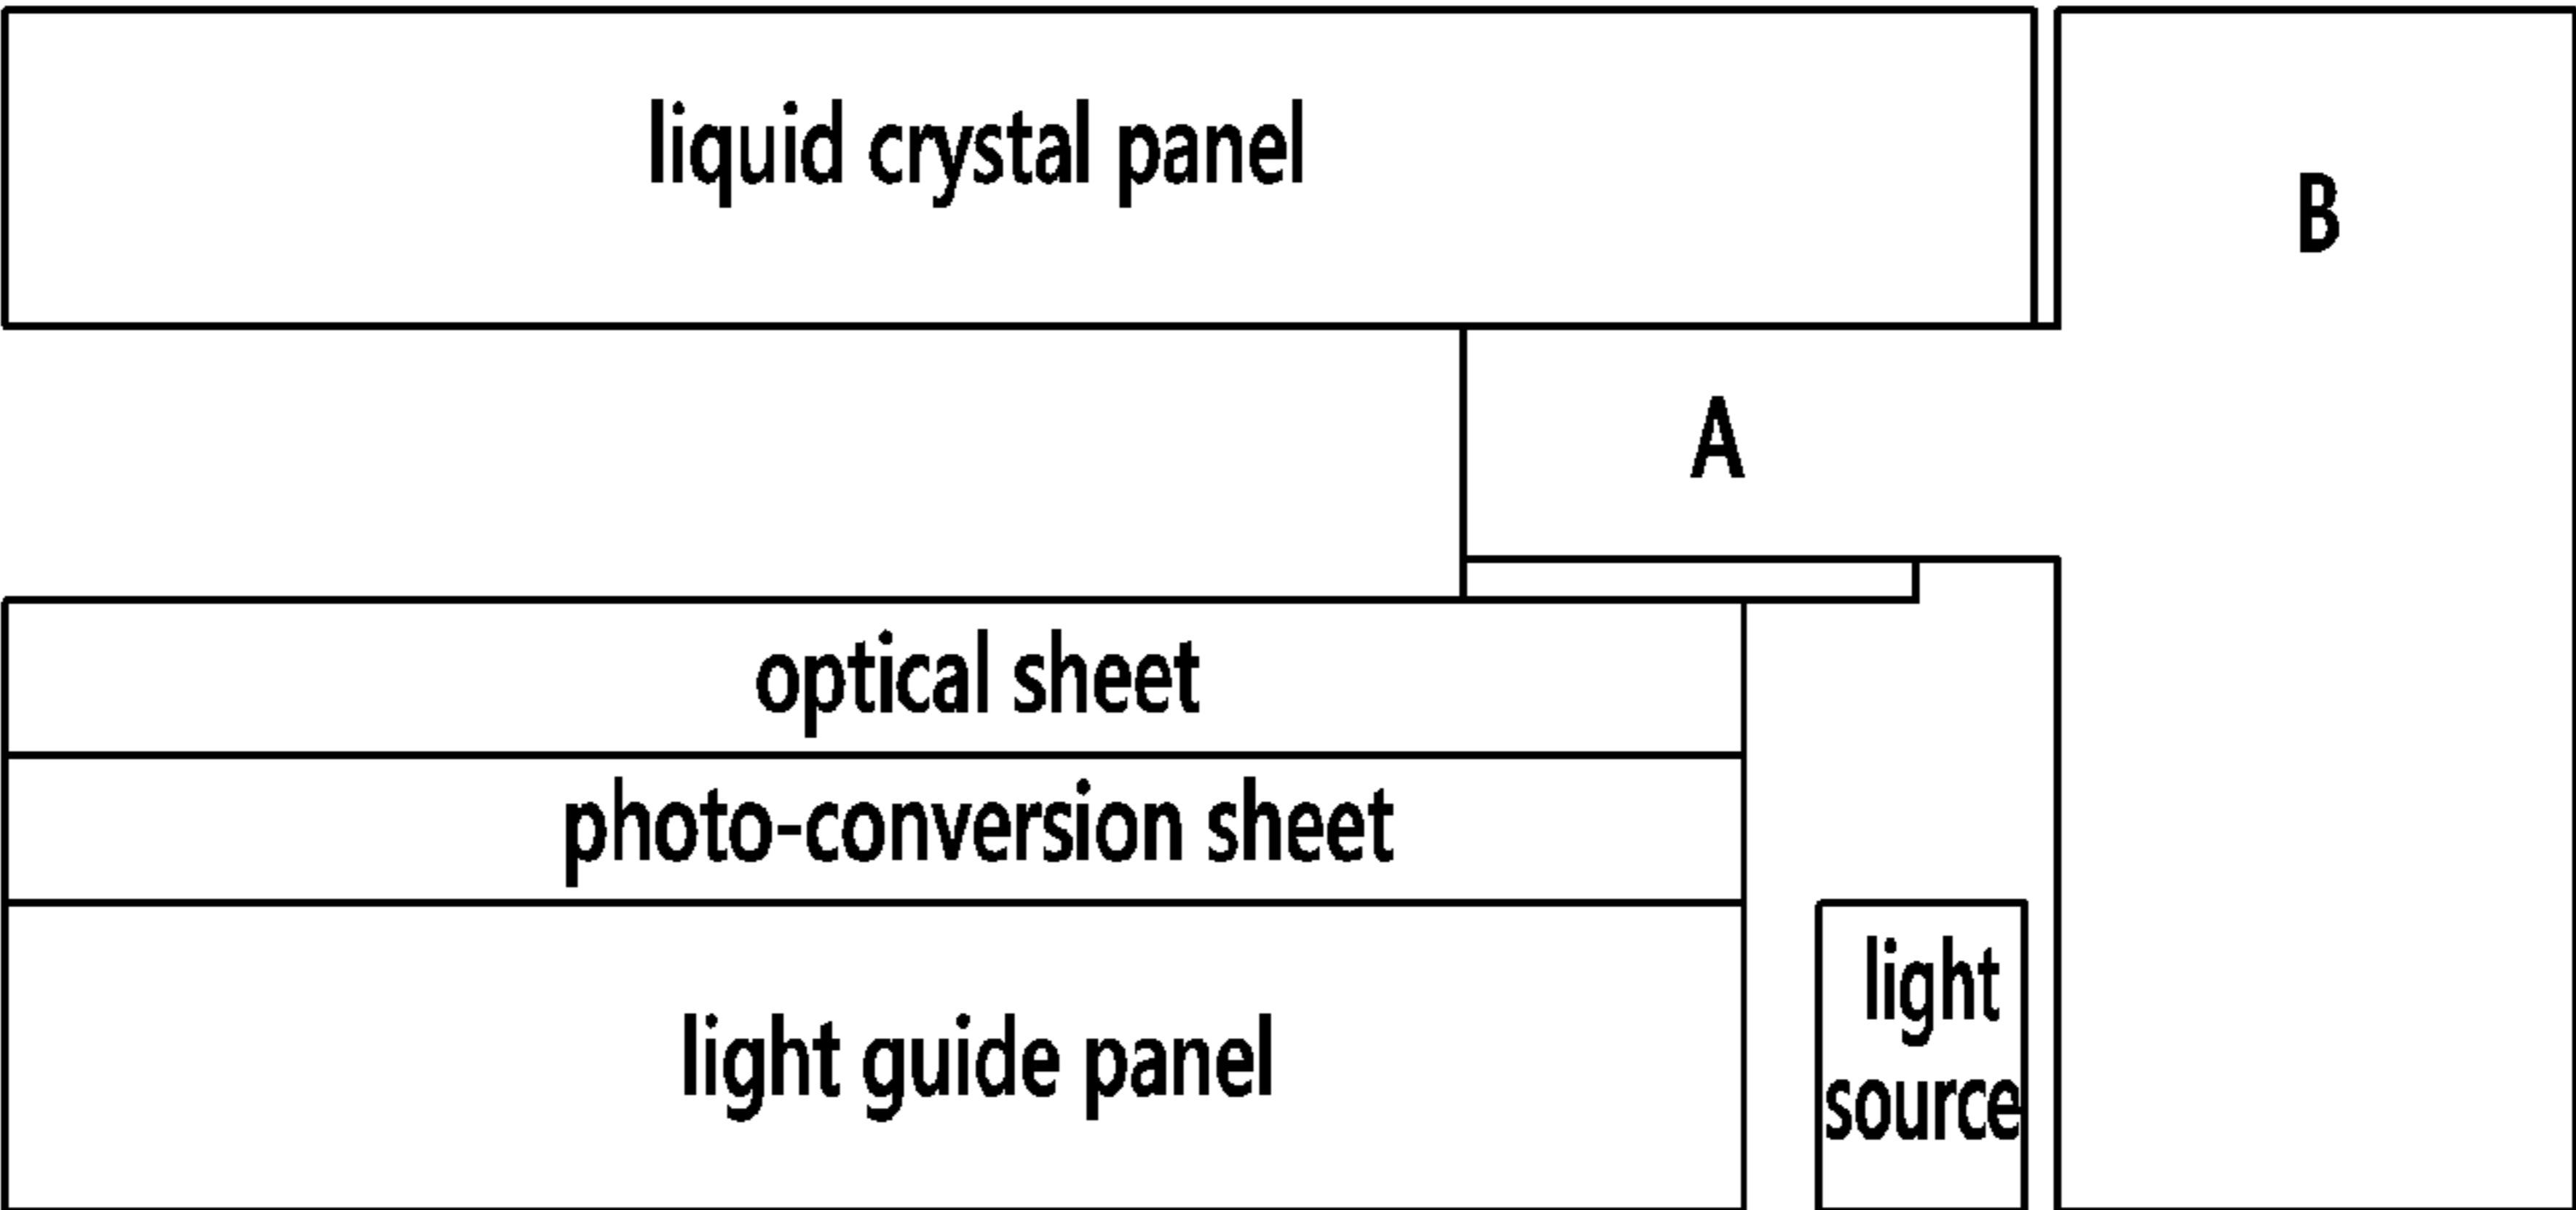 liquid crystal panel
B
A
optical sheet
photo-conversion sheet
light guide panel
light
source